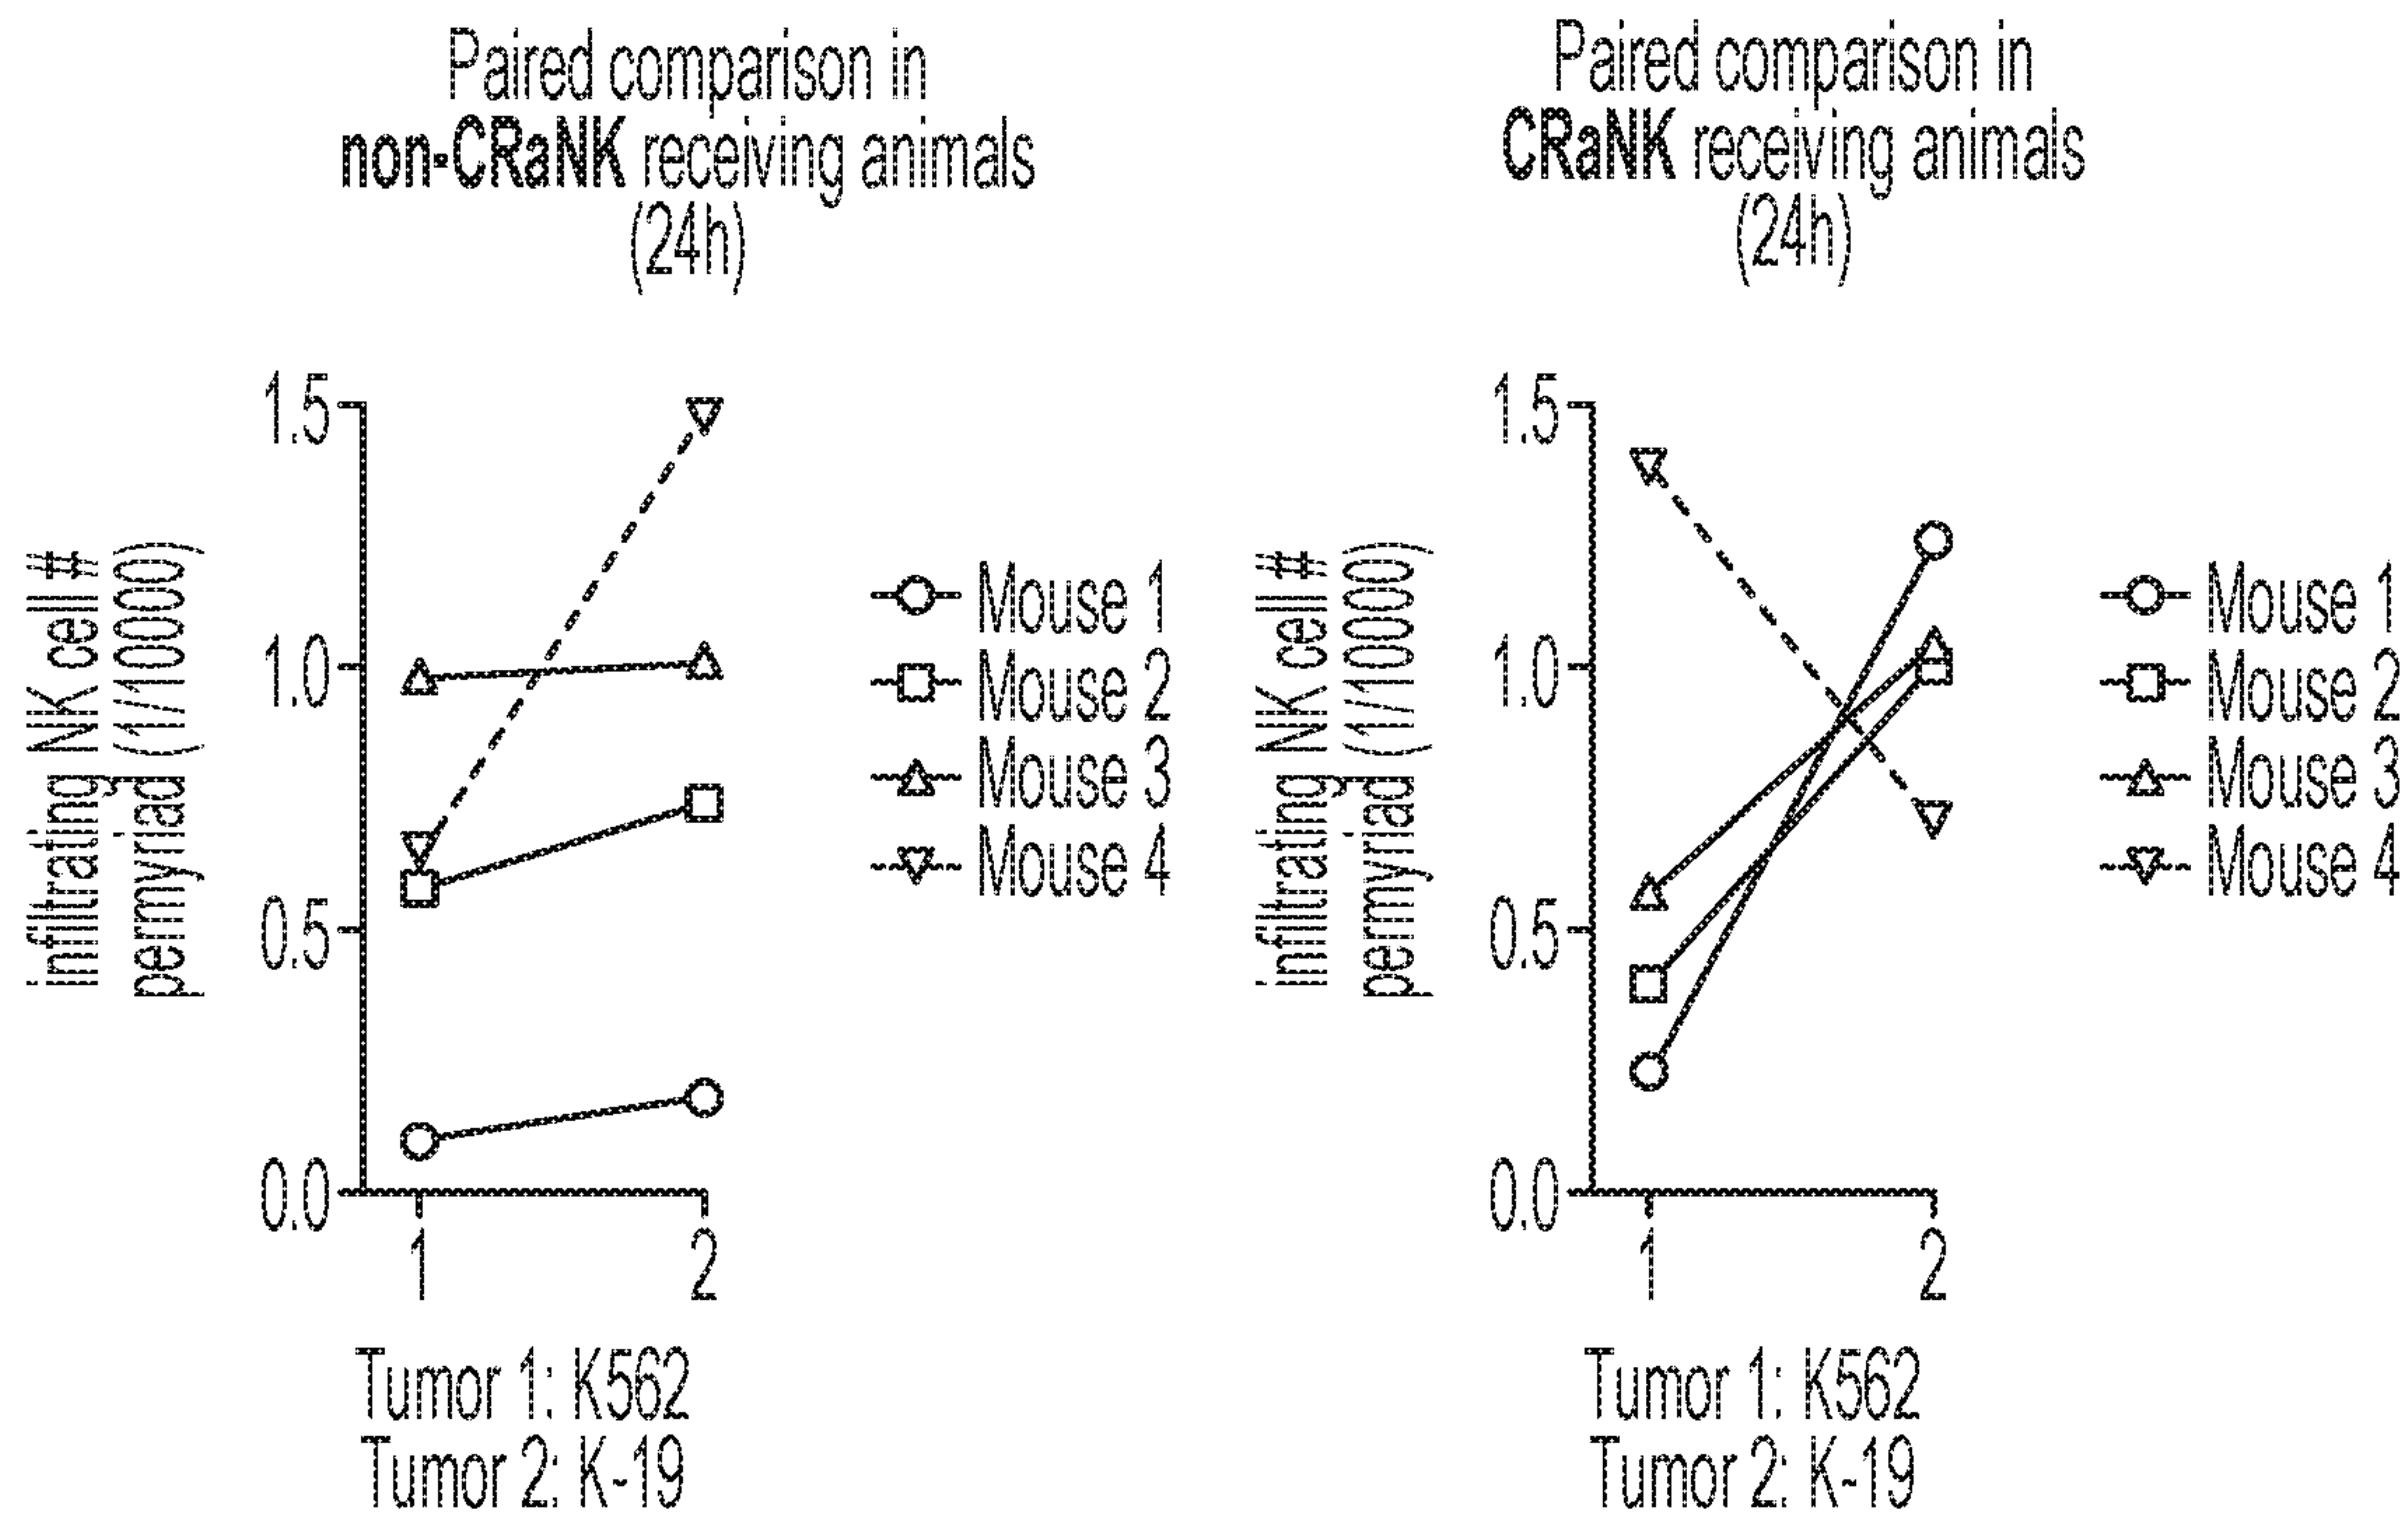 Paired comparison in
non-CRaNK receiving animals
(24h)
infiltrating NK cell #
permyriad (1/10000)
1.5
1.0
0.5
0.0
1
2
Mouse 1
Mouse 2
Mouse 3
Mouse 4
Tumor 1: K562
Tumor 2: K-19
Paired comparison in
CRaNK receiving animals
(24h)
infiltrating NK cell #
permyriad (1/10000)
1.5
1.0
0.5
0.0
1
2
Mouse 1
Mouse 2
Mouse 3
Mouse 4
Tumor 1: K562
Tumor 2: K-19